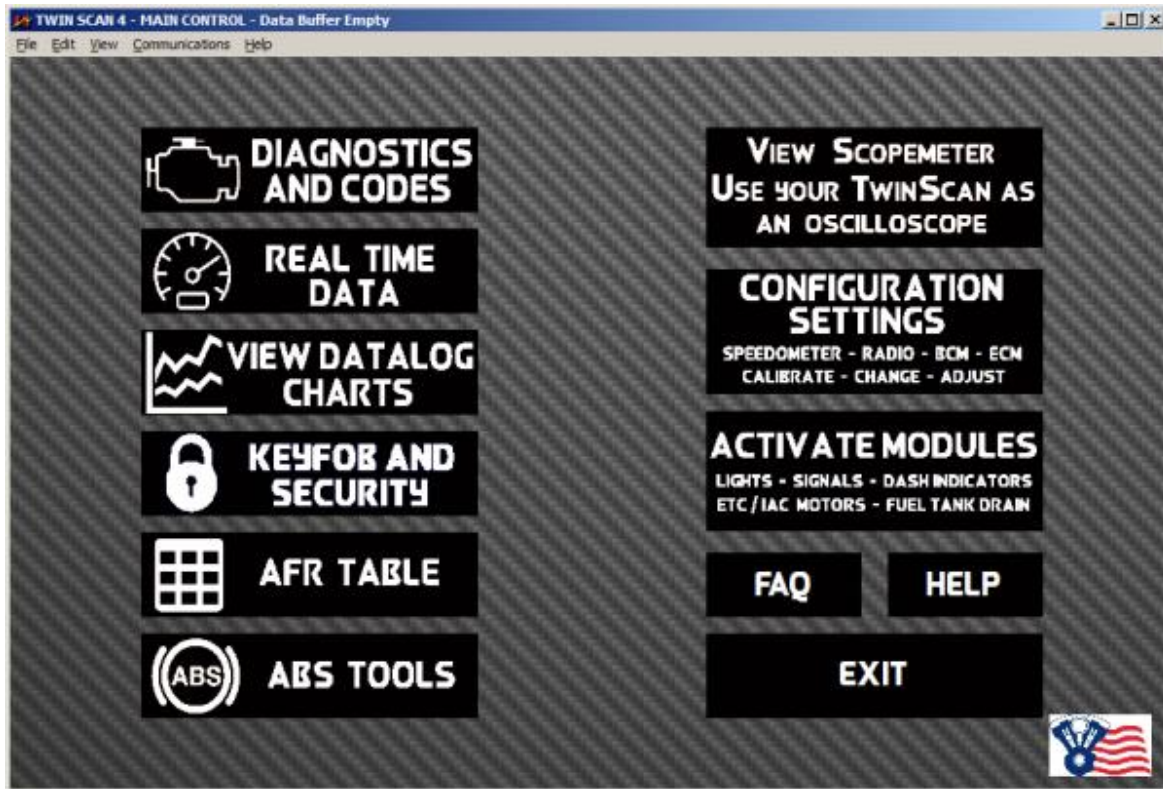 TWIN SCAN 4 - MAIN CONTROL - Data Buffer Empty
File Edit View Communications Help
DIAGNOSTICS
AND CODES
REAL TIME
DATA
VIEW DATALOG
CHARTS
KEYFOB AND
SECURITY
AFR TABLE
ABS
ABS TOOLS
VIEW SCOPEMETER
USE YOUR TWINSCAN AS
AN OSCILLOSCOPE
CONFIGURATION
SETTINGS
SPEEDOMETER - RADIO - BCM - ECM
CALIBRATE - CHANGE - ADJUST
ACTIVATE MODULES
LIGHTS - SIGNALS - DASH INDICATORS
ETC / IAC MOTORS - FUEL TANK DRAIN
FAQ
HELP
EXIT